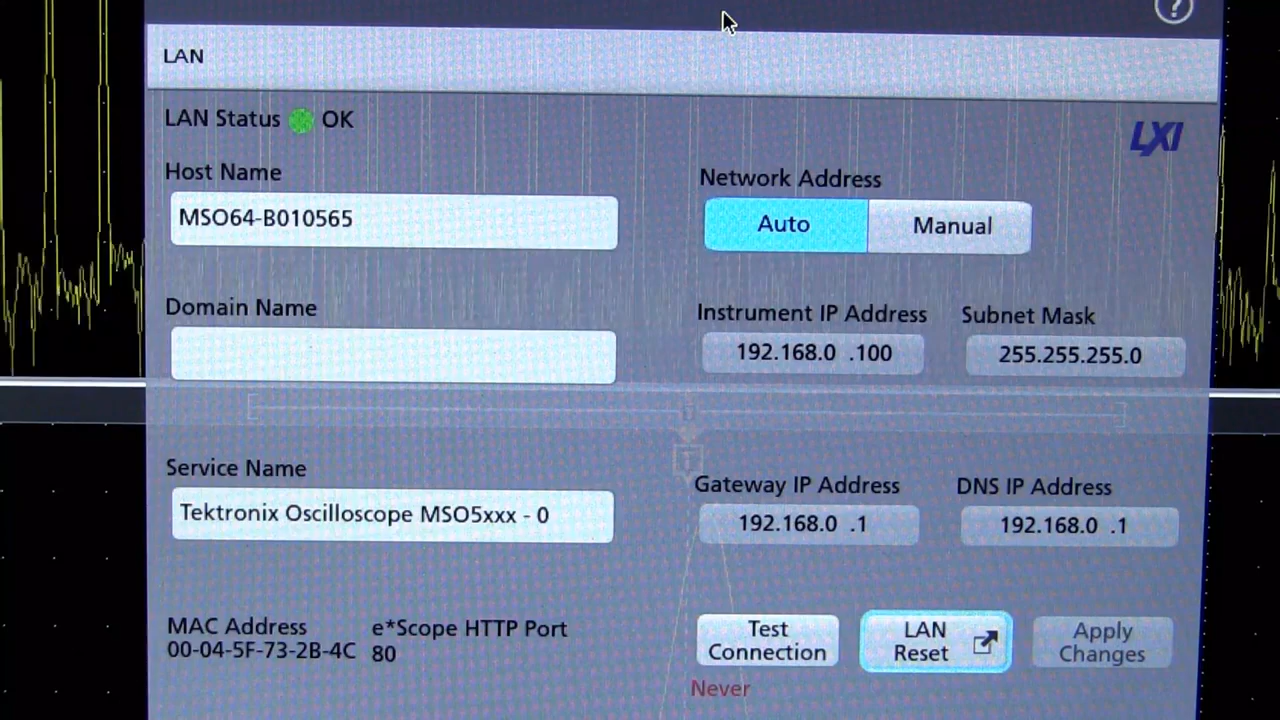 ?
LAN
LAN Status OK
LXI
Host Name
MSO64-B010565
Network Address
Auto Manual
Domain Name
Instrument IP Address
192.168.0 .100
Subnet Mask
255.255.255.0
T
T
Service Name
Tektronix Oscilloscope MSO5xxx - 0
Gateway IP Address
192.168.0 .1
DNS IP Address
192.168.0 .1
MAC Address
00-04-5F-73-2B-4C
e*Scope HTTP Port
80
Test
Connection
Never
LAN
Reset
Apply
Changes